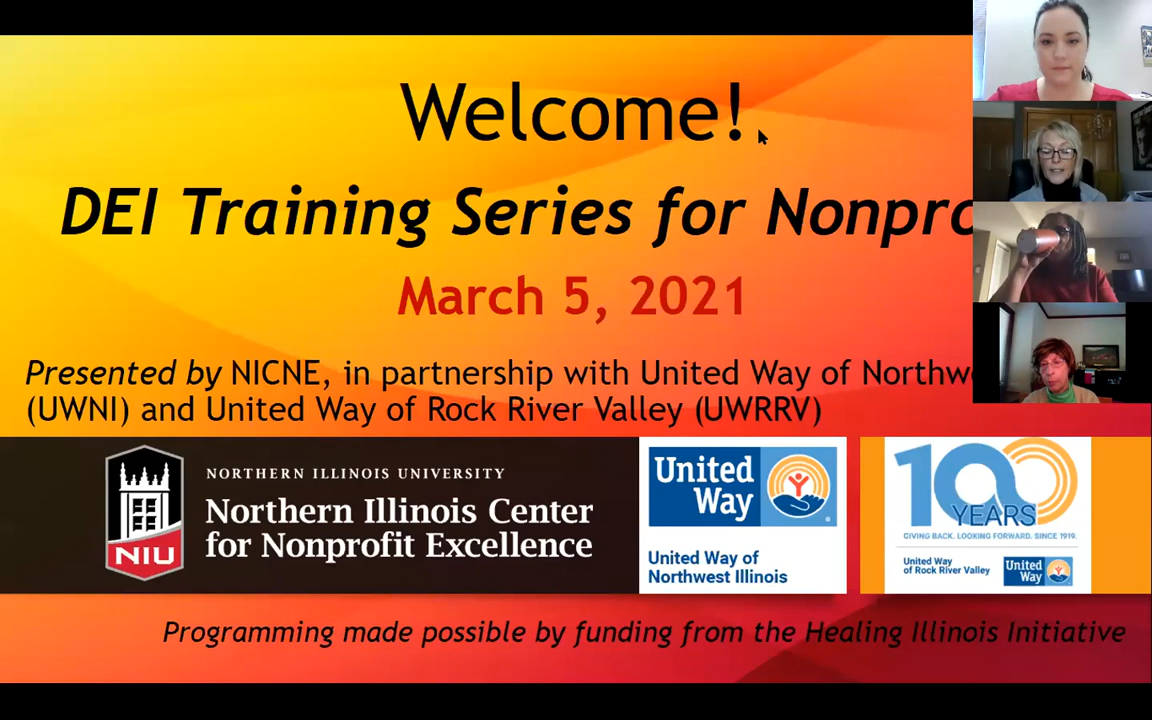 Welcome!
DEI Training Series for Nonpro
March 5, 2021
Presented by NICNE, in partnership with United Way of Northw
(UWNI) and United Way of Rock River Valley (UWRRV)
NORTHERN ILLINOIS UNIVERSITY
Northern Illinois Center
for Nonprofit Excellence
NIU
United
Way
United Way of
Northwest Illinois
100
YEARS
GIVING BACK. LOOKING FORWARD. SINCE 1919.
United Way
of Rock River Valley
United
Way
Programming made possible by funding from the Healing Illinois Initiative